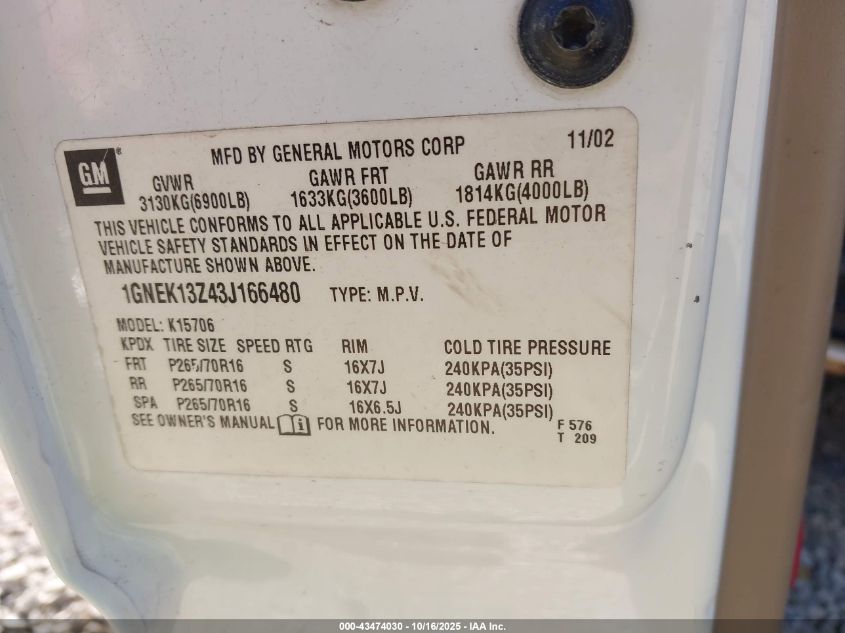 GM®
MFD BY GENERAL MOTORS CORP 11/02
GVWR GAWR FRT GAWR RR
3130KG(6900LB) 1633KG(3600LB) 1814KG(4000LB)
THIS VEHICLE CONFORMS TO ALL APPLICABLE U.S. FEDERAL MOTOR
VEHICLE SAFETY STANDARDS IN EFFECT ON THE DATE OF
MANUFACTURE SHOWN ABOVE.
1GNEK13Z43J166480 TYPE: M.P.V.
MODEL: K15706
KPDX TIRE SIZE SPEED RTG RIM COLD TIRE PRESSURE
FRT P265/70R16 S 16X7J 240KPA(35PSI)
RR P265/70R16 S 16X7J 240KPA(35PSI)
SPA P265/70R16 S 16X6.5J 240KPA(35PSI)
SEE OWNER'S MANUAL i FOR MORE INFORMATION. F 576
T 209
000-43474030 - 10/16/2025 - IAA Inc.